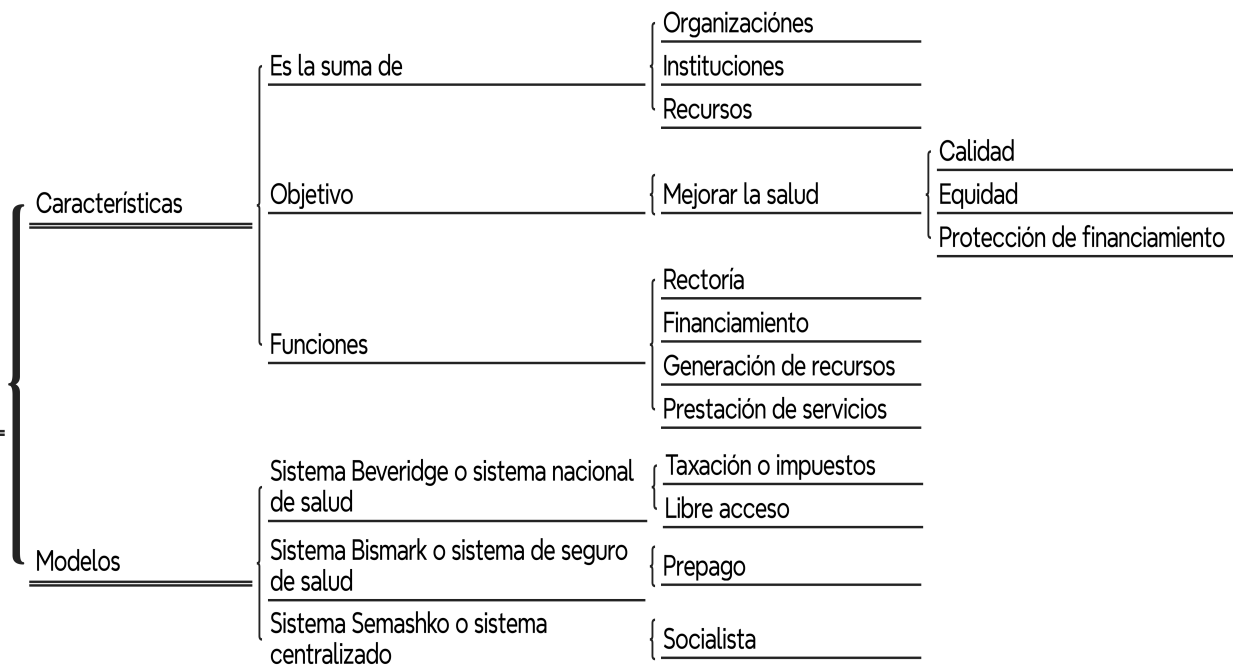 Características
Es la suma de
Organizaciónes
Instituciones
Recursos
Objetivo
Mejorar la salud
Calidad
Equidad
Protección de financiamiento
Funciones
Rectoría
Financiamiento
Generación de recursos
Prestación de servicios
Modelos
Sistema Beveridge o sistema nacional
de salud
Taxación o impuestos
Libre acceso
Sistema Bismark o sistema de seguro
de salud
Prepago
Sistema Semashko o sistema
centralizado
Socialista